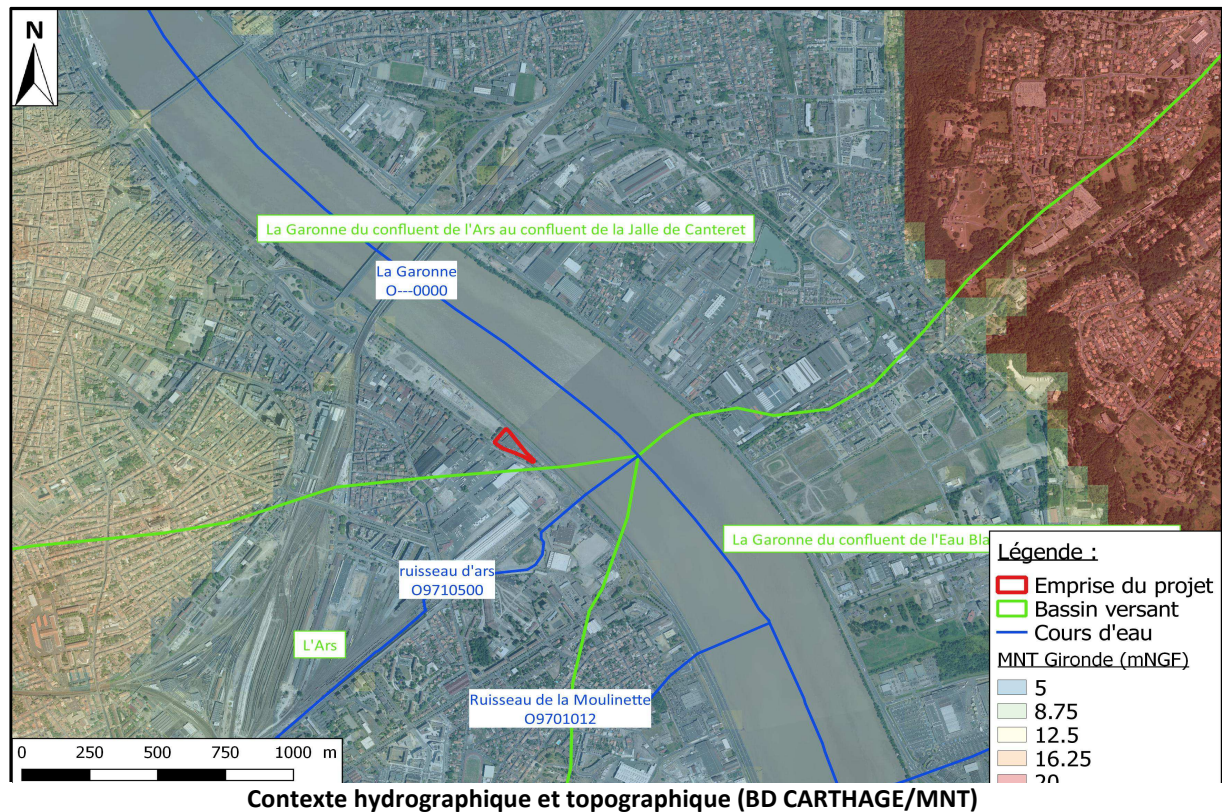 N
La Garonne du confluent de l'Ars au confluent de la Jalle de Canteret
La Garonne
O---0000
La Garonne du confluent de l'Eau Bla
ruisseau d'ars
O9710500
L'Ars
Ruisseau de la Moulinette
O9701012
Légende :
Emprise du projet
Bassin versant
Cours d'eau
MNT Gironde (mNGF)
5
8.75
12.5
16.25
20
0 250 500 750 1000 m
Contexte hydrographique et topographique (BD CARTHAGE/MNT)